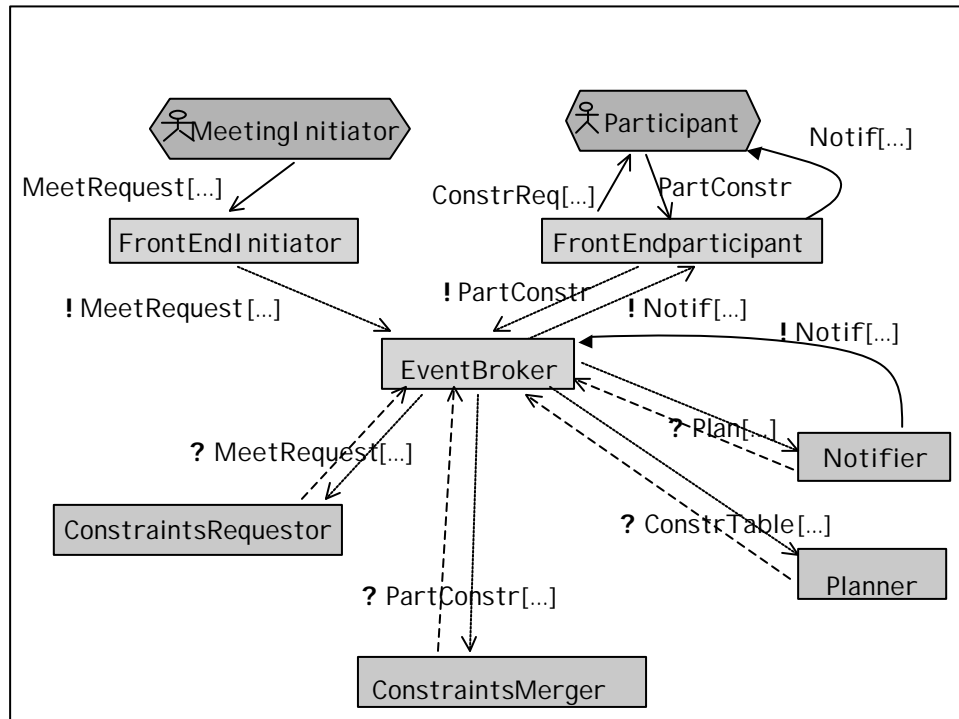 MeetingInitiator
Participant
Notif[...]
MeetRequest[...]
ConstrReq[...]
PartConstr
FrontEndInitiator
FrontEndparticipant
! MeetRequest[...]
! PartConstr
! Notif[...]
! Notif[...]
EventBroker
? MeetRequest[...]
? Plan[...]
Notifier
ConstraintsRequestor
? ConstrTable[...]
Planner
? PartConstr[...]
ConstraintsMerger